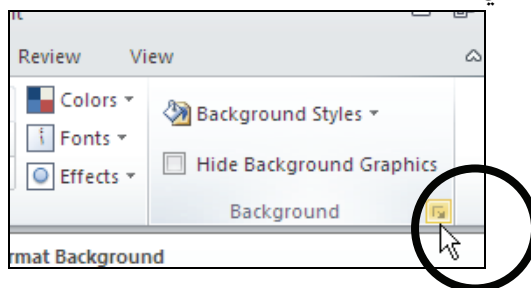 Review View
Colors
Background Styles
Fonts
Hide Background Graphics
Effects
Background
rmat Background